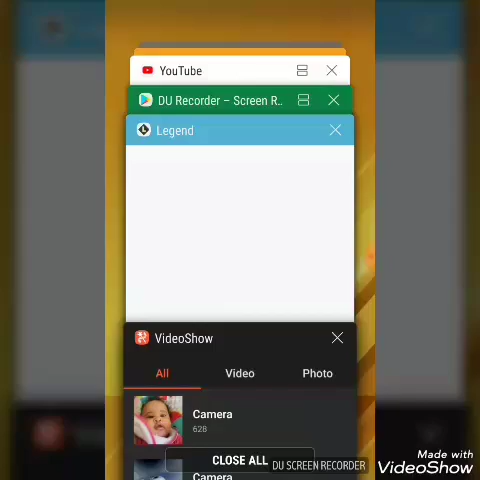 YouTube
DU Recorder – Screen R..
Legend
VideoShow
All Video Photo
Camera
628
CLOSE ALL
Camera
DU SCREEN RECORDER
Made with
VideoShow